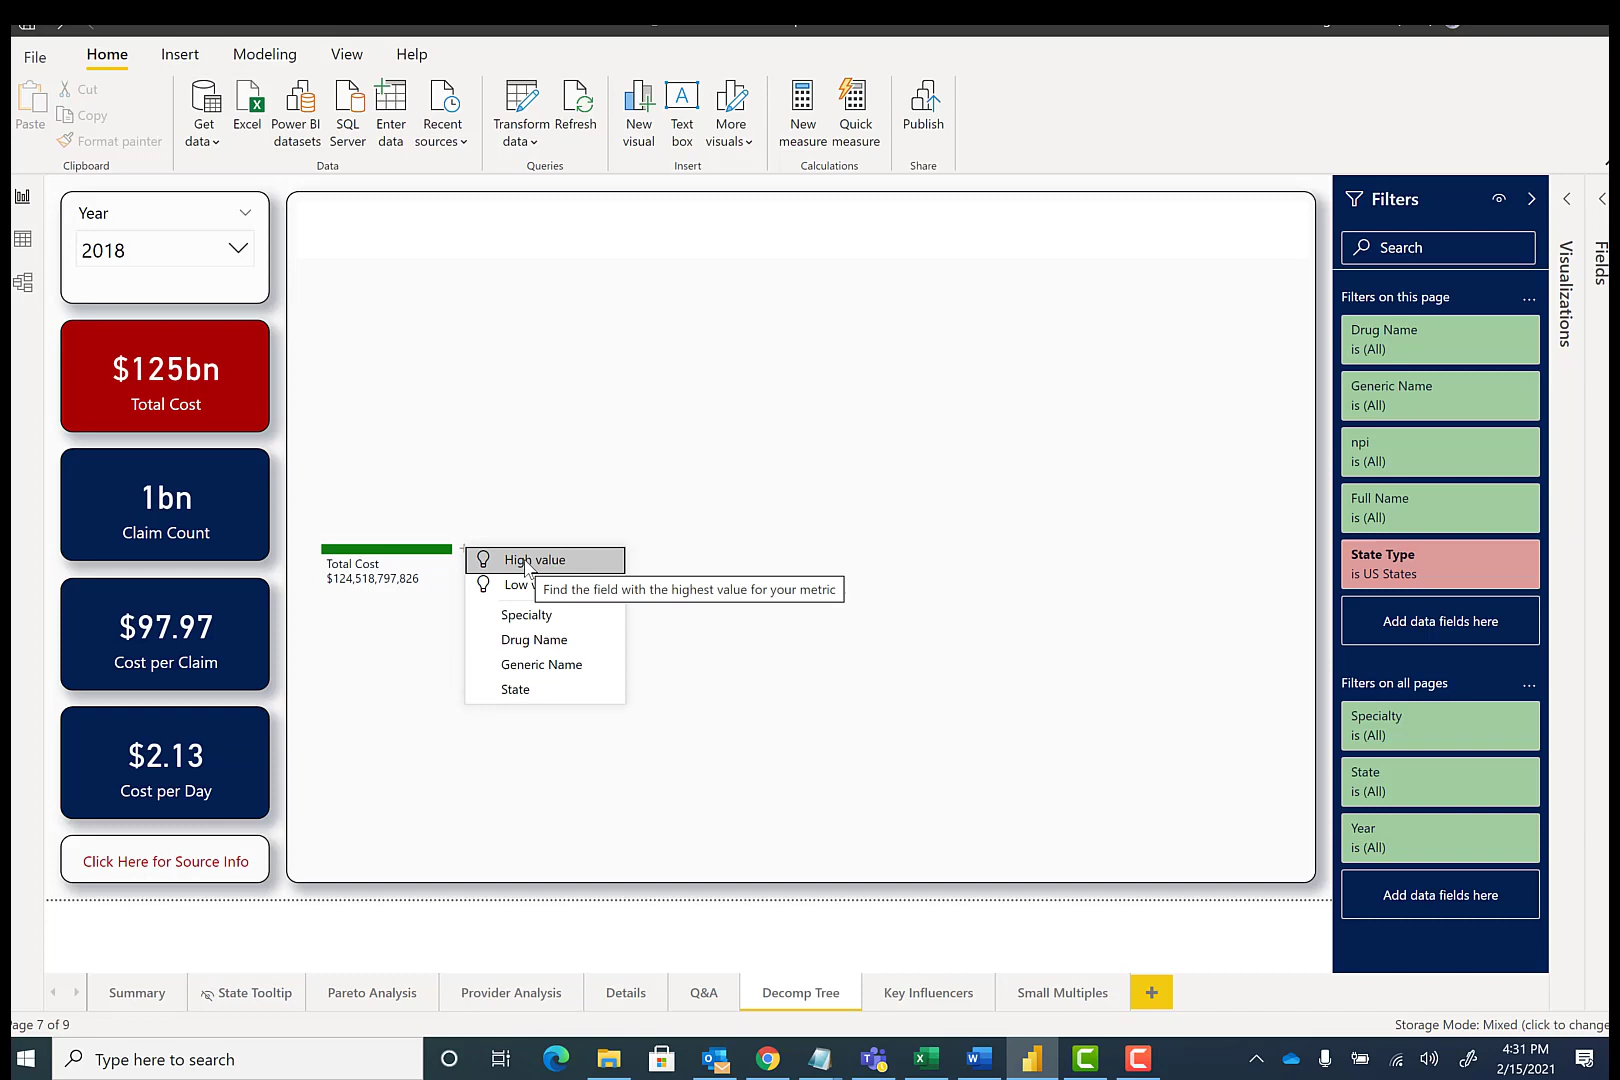 File
Home
Insert
Modeling
View
Help
Paste
Cut
Copy
Format painter
Clipboard
Get
data
Excel
Power BI
datasets
SQL
Server
Enter
data
Recent
sources
Data
Transform
data
Refresh
Queries
New
visual
Text
box
More
visuals
Insert
New
measure
Quick
measure
Calculations
Publish
Share
Year
2018
$125bn
Total Cost
1bn
Claim Count
$97.97
Cost per Claim
$2.13
Cost per Day
Click Here for Source Info
Total Cost
$124,518,797,826
High value
Low
Find the field with the highest value for your metric
Specialty
Drug Name
Generic Name
State
Filters
Search
Filters on this page
...
Drug Name
is (All)
Generic Name
is (All)
npi
is (All)
Full Name
is (All)
State Type
is US States
Add data fields here
Filters on all pages
...
Specialty
is (All)
State
is (All)
Year
is (All)
Add data fields here
Visualizations
Fields
Summary
State Tooltip
Pareto Analysis
Provider Analysis
Details
Q&A
Decomp Tree
Key Influencers
Small Multiples
+
age 7 of 9
Storage Mode: Mixed (click to change
Type here to search
4:31 PM
2/15/2021